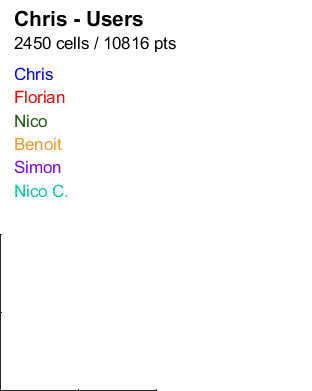 Chris - Users
2450 cells / 10816 pts
Chris
Florian
Nico
Benoit
Simon
Nico C.